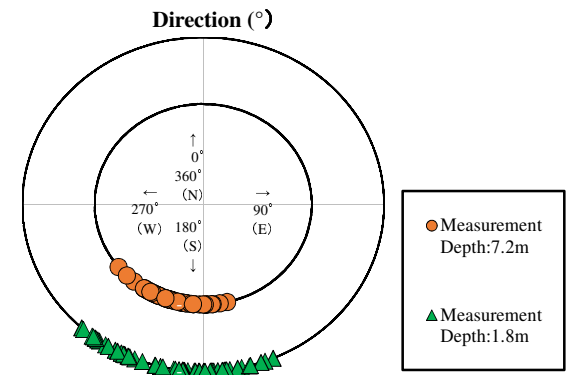 Direction (°)
↑
0°
360°
(N)
←
→
270°
(W)
180°
(S)
90°
(E)
↓
Measurement
Depth:7.2m
Measurement
Depth:1.8m